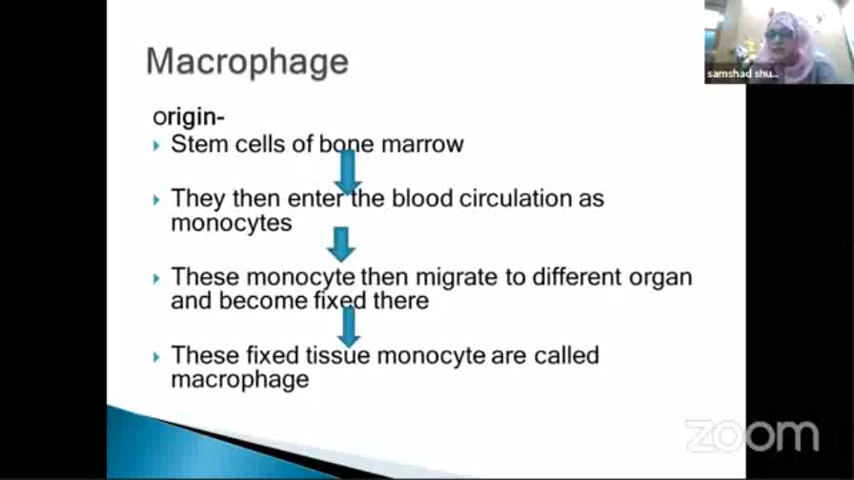 Macrophage
samshad shu...
origin-
Stem cells of bone marrow
They then enter the blood circulation as
monocytes
These monocyte then migrate to different organ
and become fixed there
These fixed tissue monocyte are called
macrophage
zoom